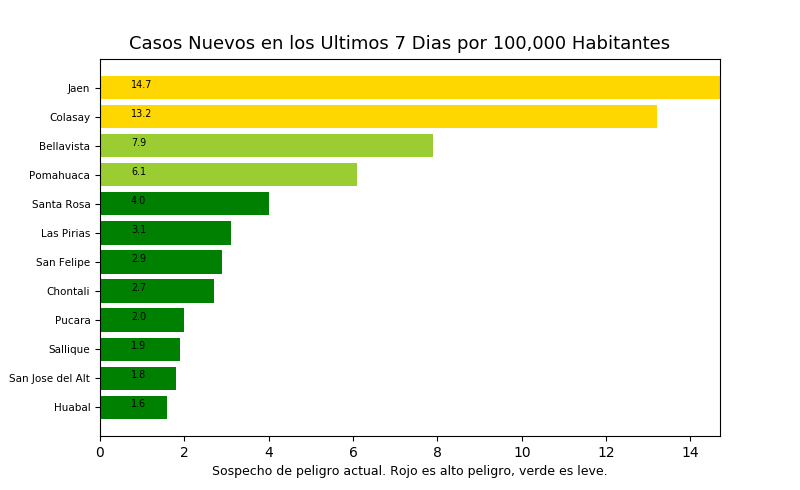 Casos Nuevos en los Ultimos 7 Dias por 100,000 Habitantes
Jaen 14.7
Colasay 13.2
Bellavista 7.9
Pomahuaca 6.1
Santa Rosa 4.0
Las Pirias 3.1
San Felipe 2.9
Chontali 2.7
Pucara 2.0
Sallique 1.9
San Jose del Alt 1.8
Huabal 1.6
0 2 4 6 8 10 12 14
Sospecho de peligro actual. Rojo es alto peligro, verde es leve.